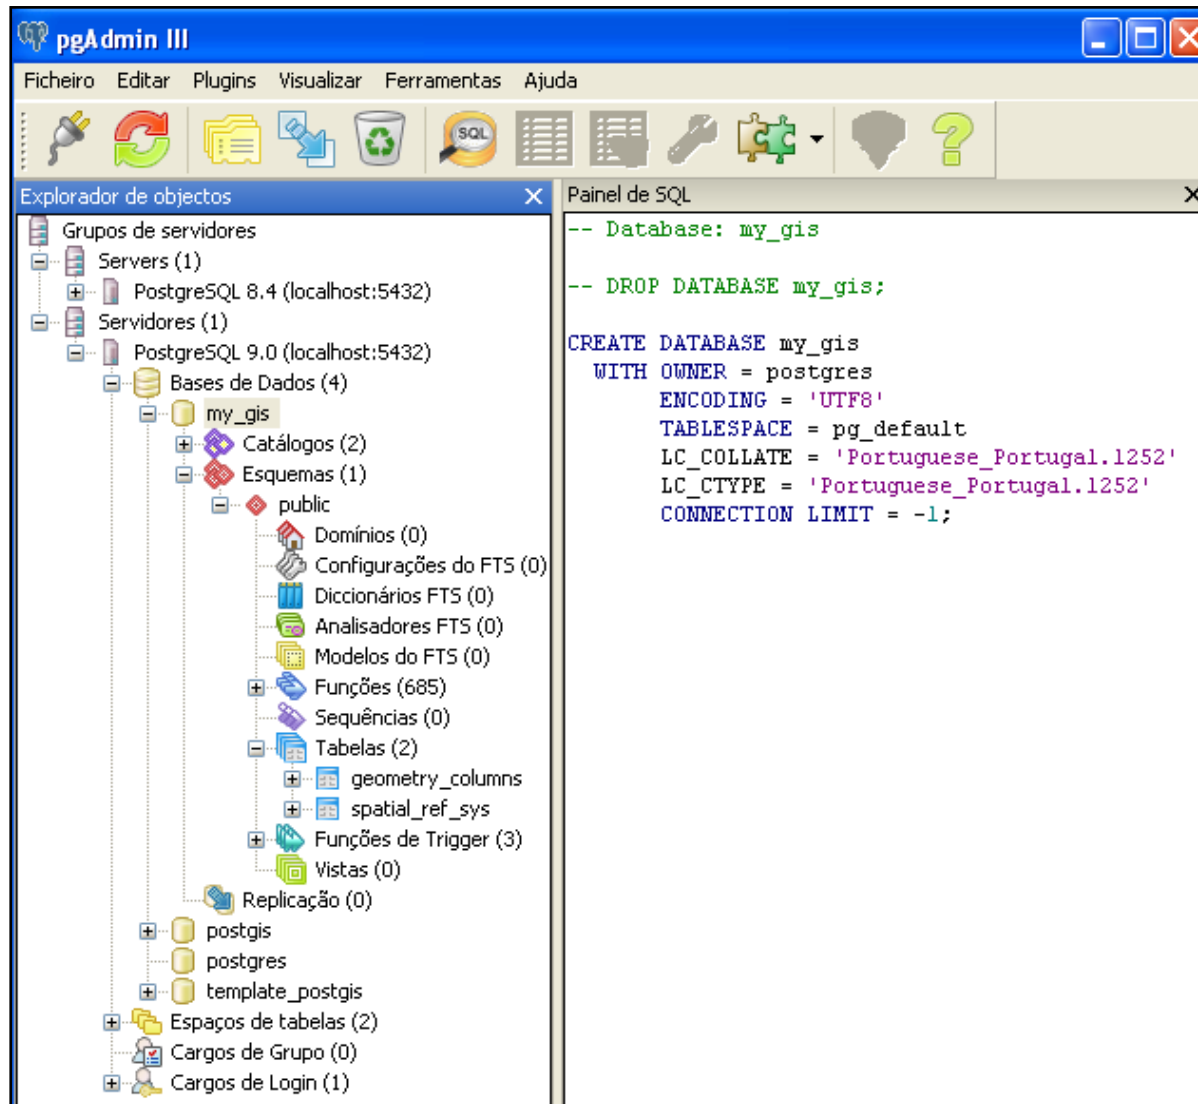 pgAdmin III
Ficheiro Editar Plugins Visualizar Ferramentas Ajuda
SQL
Explorador de objectos
Grupos de servidores
Servers (1)
PostgreSQL 8.4 (localhost:5432)
Servidores (1)
PostgreSQL 9.0 (localhost:5432)
Bases de Dados (4)
my_gis
Catálogos (2)
Esquemas (1)
public
Domínios (0)
Configurações do FTS (0)
Diccionários FTS (0)
Analisadores FTS (0)
Modelos do FTS (0)
Funções (685)
Sequências (0)
Tabelas (2)
geometry_columns
spatial_ref_sys
Funções de Trigger (3)
Vistas (0)
Replicação (0)
postgis
postgres
template_postgis
Espaços de tabelas (2)
Cargos de Grupo (0)
Cargos de Login (1)
Painel de SQL
-- Database: my_gis
-- DROP DATABASE my_gis;
CREATE DATABASE my_gis
WITH OWNER = postgres
ENCODING = 'UTF8'
TABLESPACE = pg_default
LC_COLLATE = 'Portuguese_Portugal.1252'
LC_CTYPE = 'Portuguese_Portugal.1252'
CONNECTION LIMIT = -1;